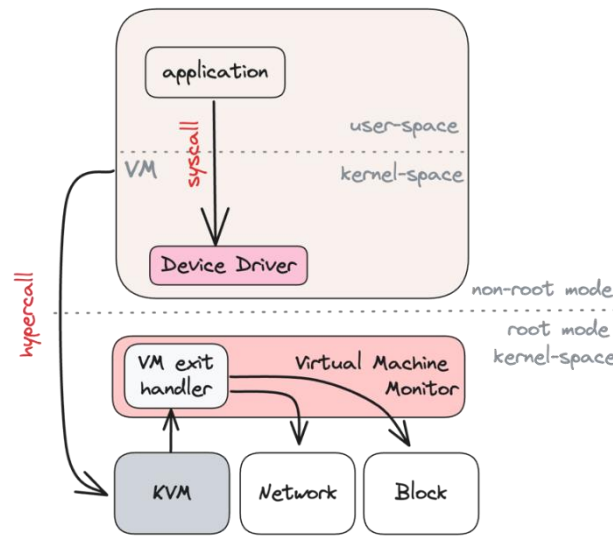 application
syscall
user-space
VM
kernel-space
Device Driver
hypercall
non-root mode
root mode
kernel-space
VM exit
handler
Virtual Machine
Monitor
KVM
Network
Block